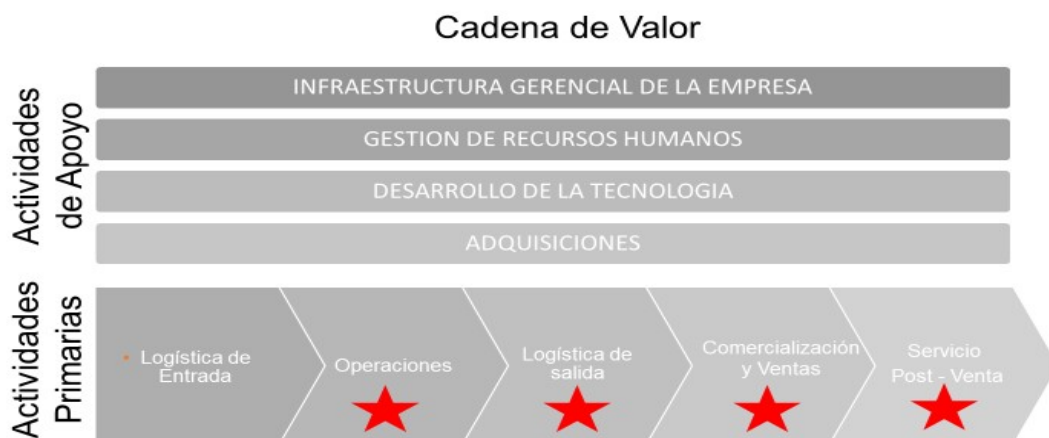 Cadena de Valor
Actividades
de Apoyo
INFRAESTRUCTURA GERENCIAL DE LA EMPRESA
GESTION DE RECURSOS HUMANOS
DESARROLLO DE LA TECNOLOGIA
ADQUISICIONES
Actividades
Primarias
• Logística de
Entrada
Operaciones
Logística de
salida
Comercialización
y Ventas
Servicio
Post - Venta